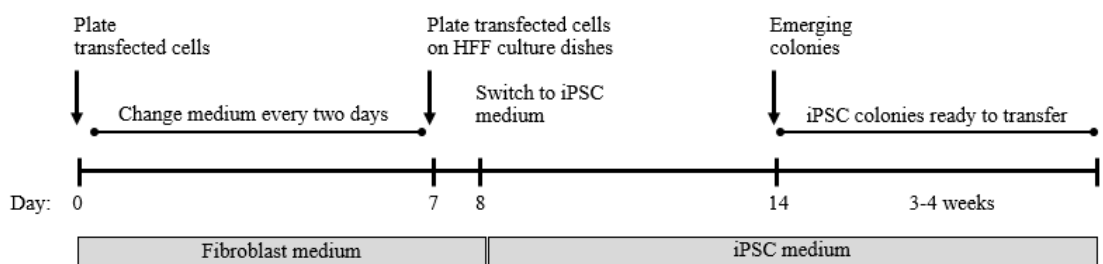 Plate
transfected cells
Plate transfected cells
on HFF culture dishes
Emerging
colonies
Change medium every two days
Switch to iPSC
medium
iPSC colonies ready to transfer
Day: 0 7 8 14 3-4 weeks
Fibroblast medium iPSC medium